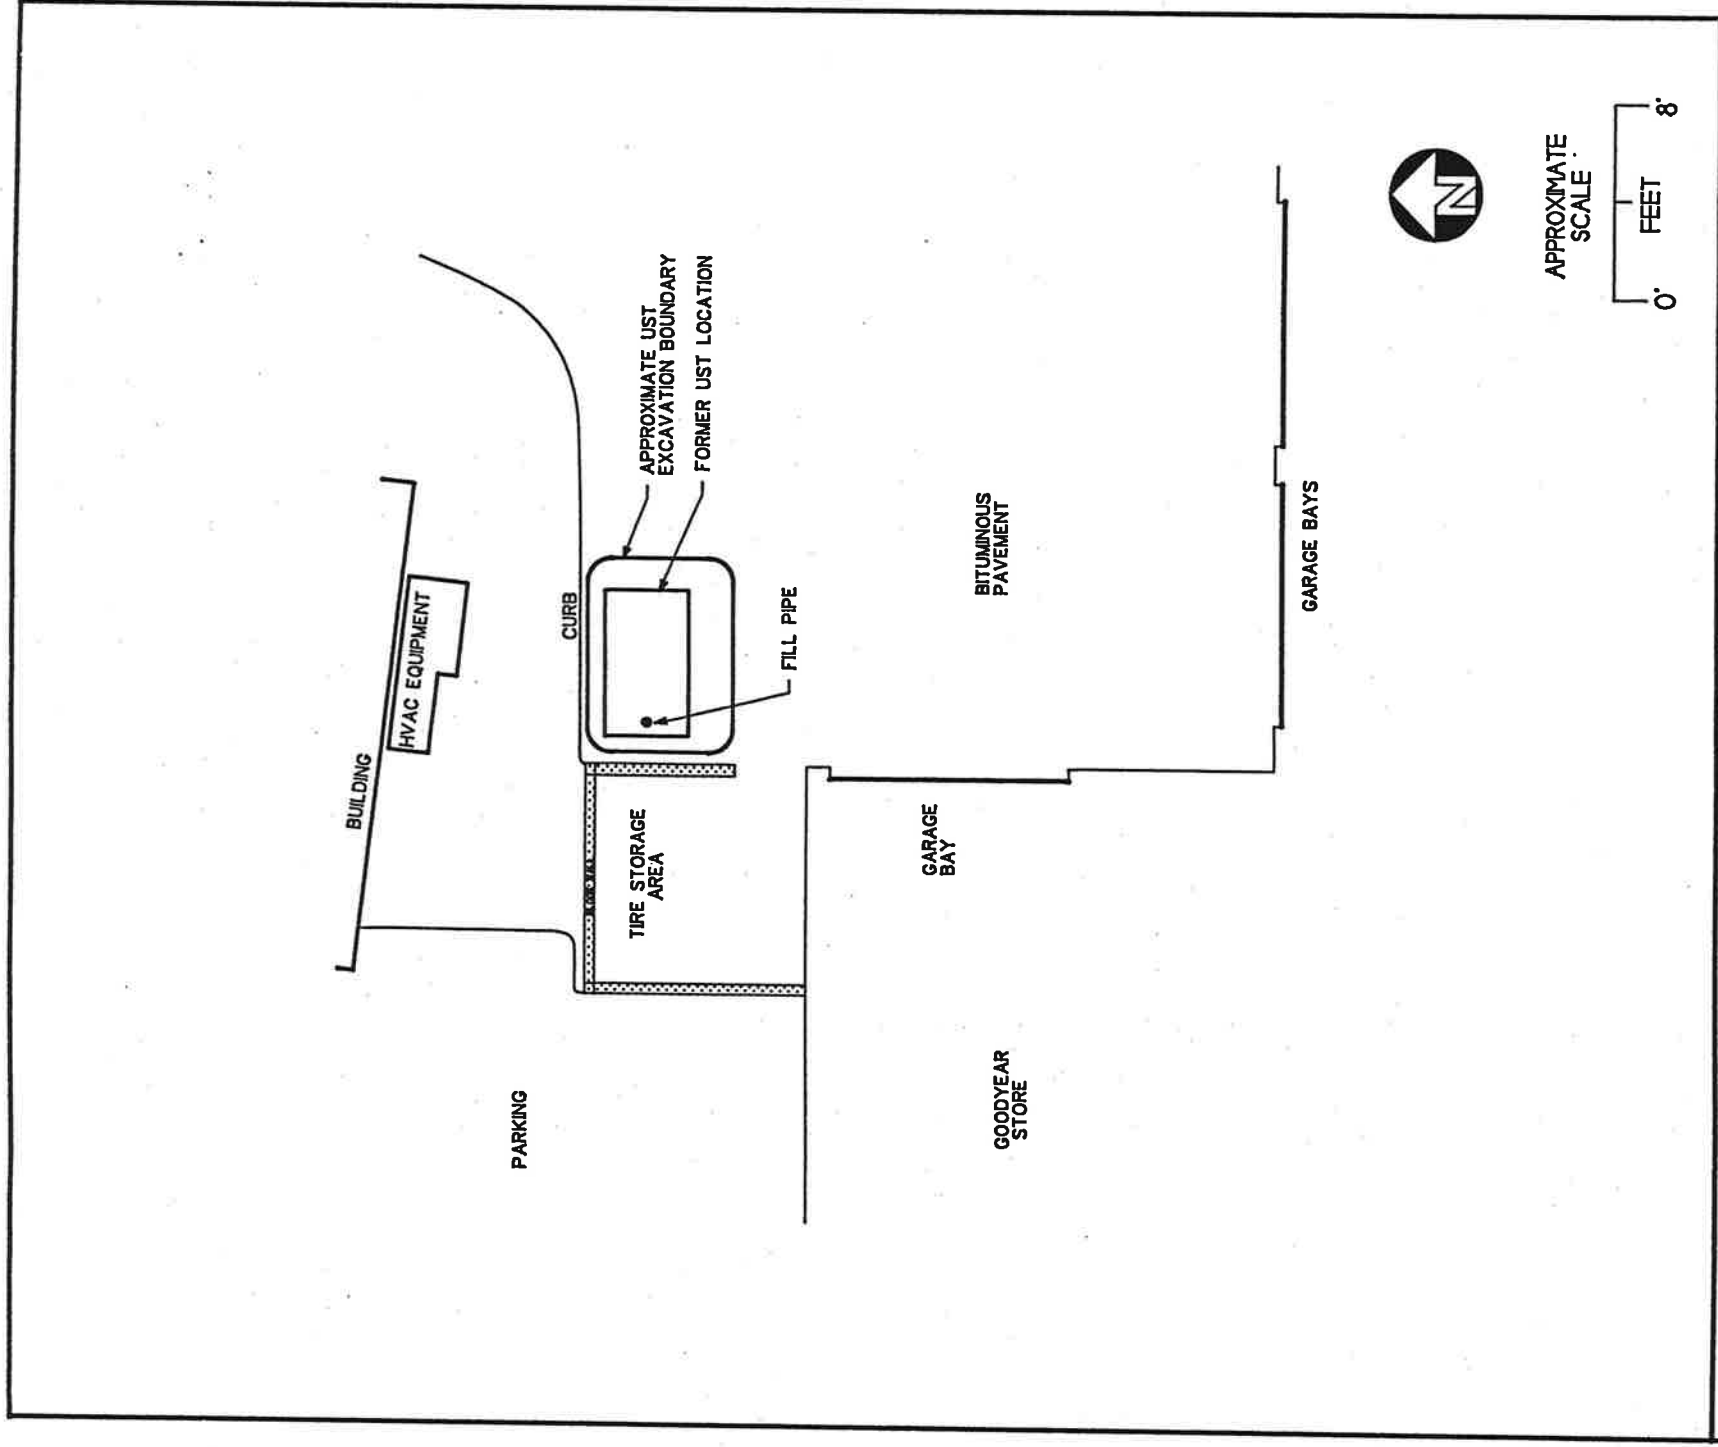 BUILDING
HVAC EQUIPMENT
CURB
APPROXIMATE UST
EXCAVATION BOUNDARY
FORMER UST LOCATION
FILL PIPE
TIRE STORAGE
AREA
PARKING
GARAGE
BAY
GOODYEAR
STORE
BITUMINOUS
PAVEMENT
GARAGE BAYS
N
APPROXIMATE
SCALE
0' 8'
FEET